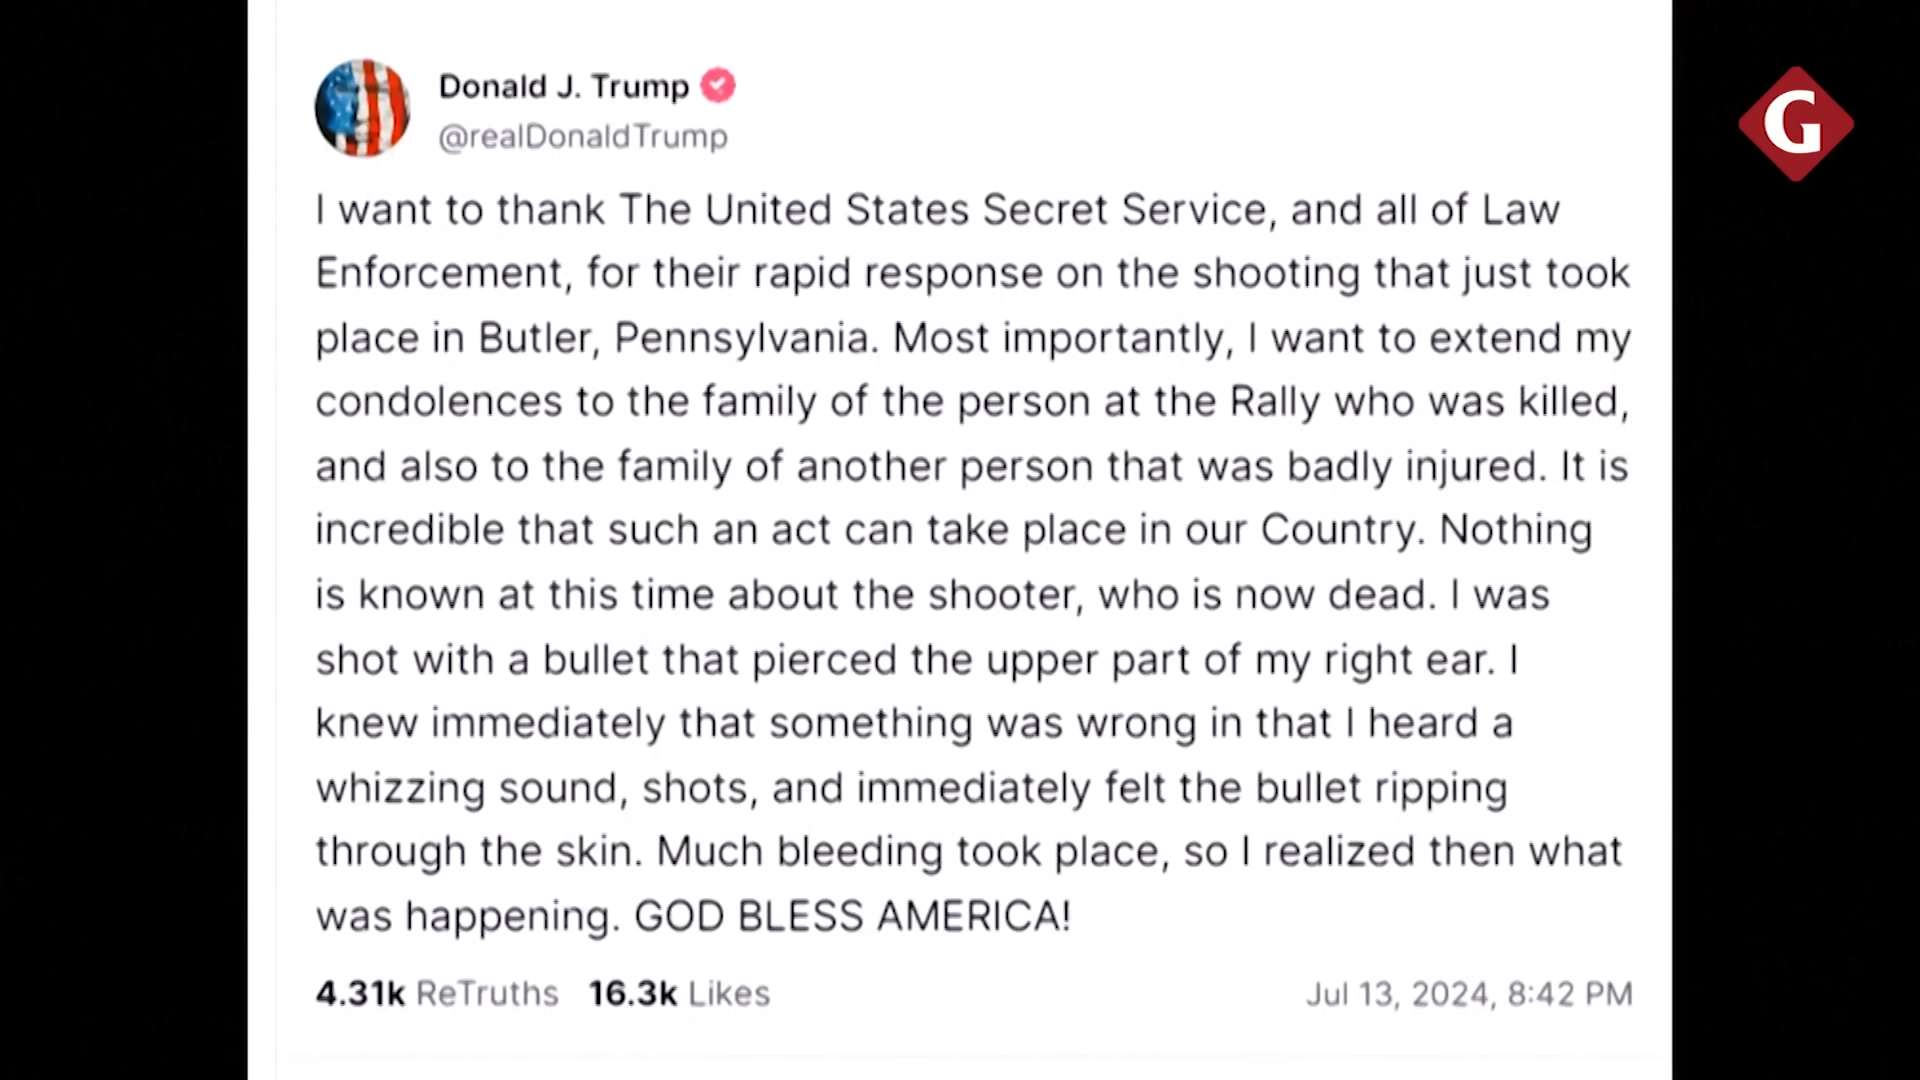 Donald J. Trump
@realDonaldTrump
G
I want to thank The United States Secret Service, and all of Law
Enforcement, for their rapid response on the shooting that just took
place in Butler, Pennsylvania. Most importantly, I want to extend my
condolences to the family of the person at the Rally who was killed,
and also to the family of another person that was badly injured. It is
incredible that such an act can take place in our Country. Nothing
is known at this time about the shooter, who is now dead. I was
shot with a bullet that pierced the upper part of my right ear. I
knew immediately that something was wrong in that I heard a
whizzing sound, shots, and immediately felt the bullet ripping
through the skin. Much bleeding took place, so I realized then what
was happening. GOD BLESS AMERICA!
4.31k ReTruths 16.3k Likes Jul 13, 2024, 8:42 PM